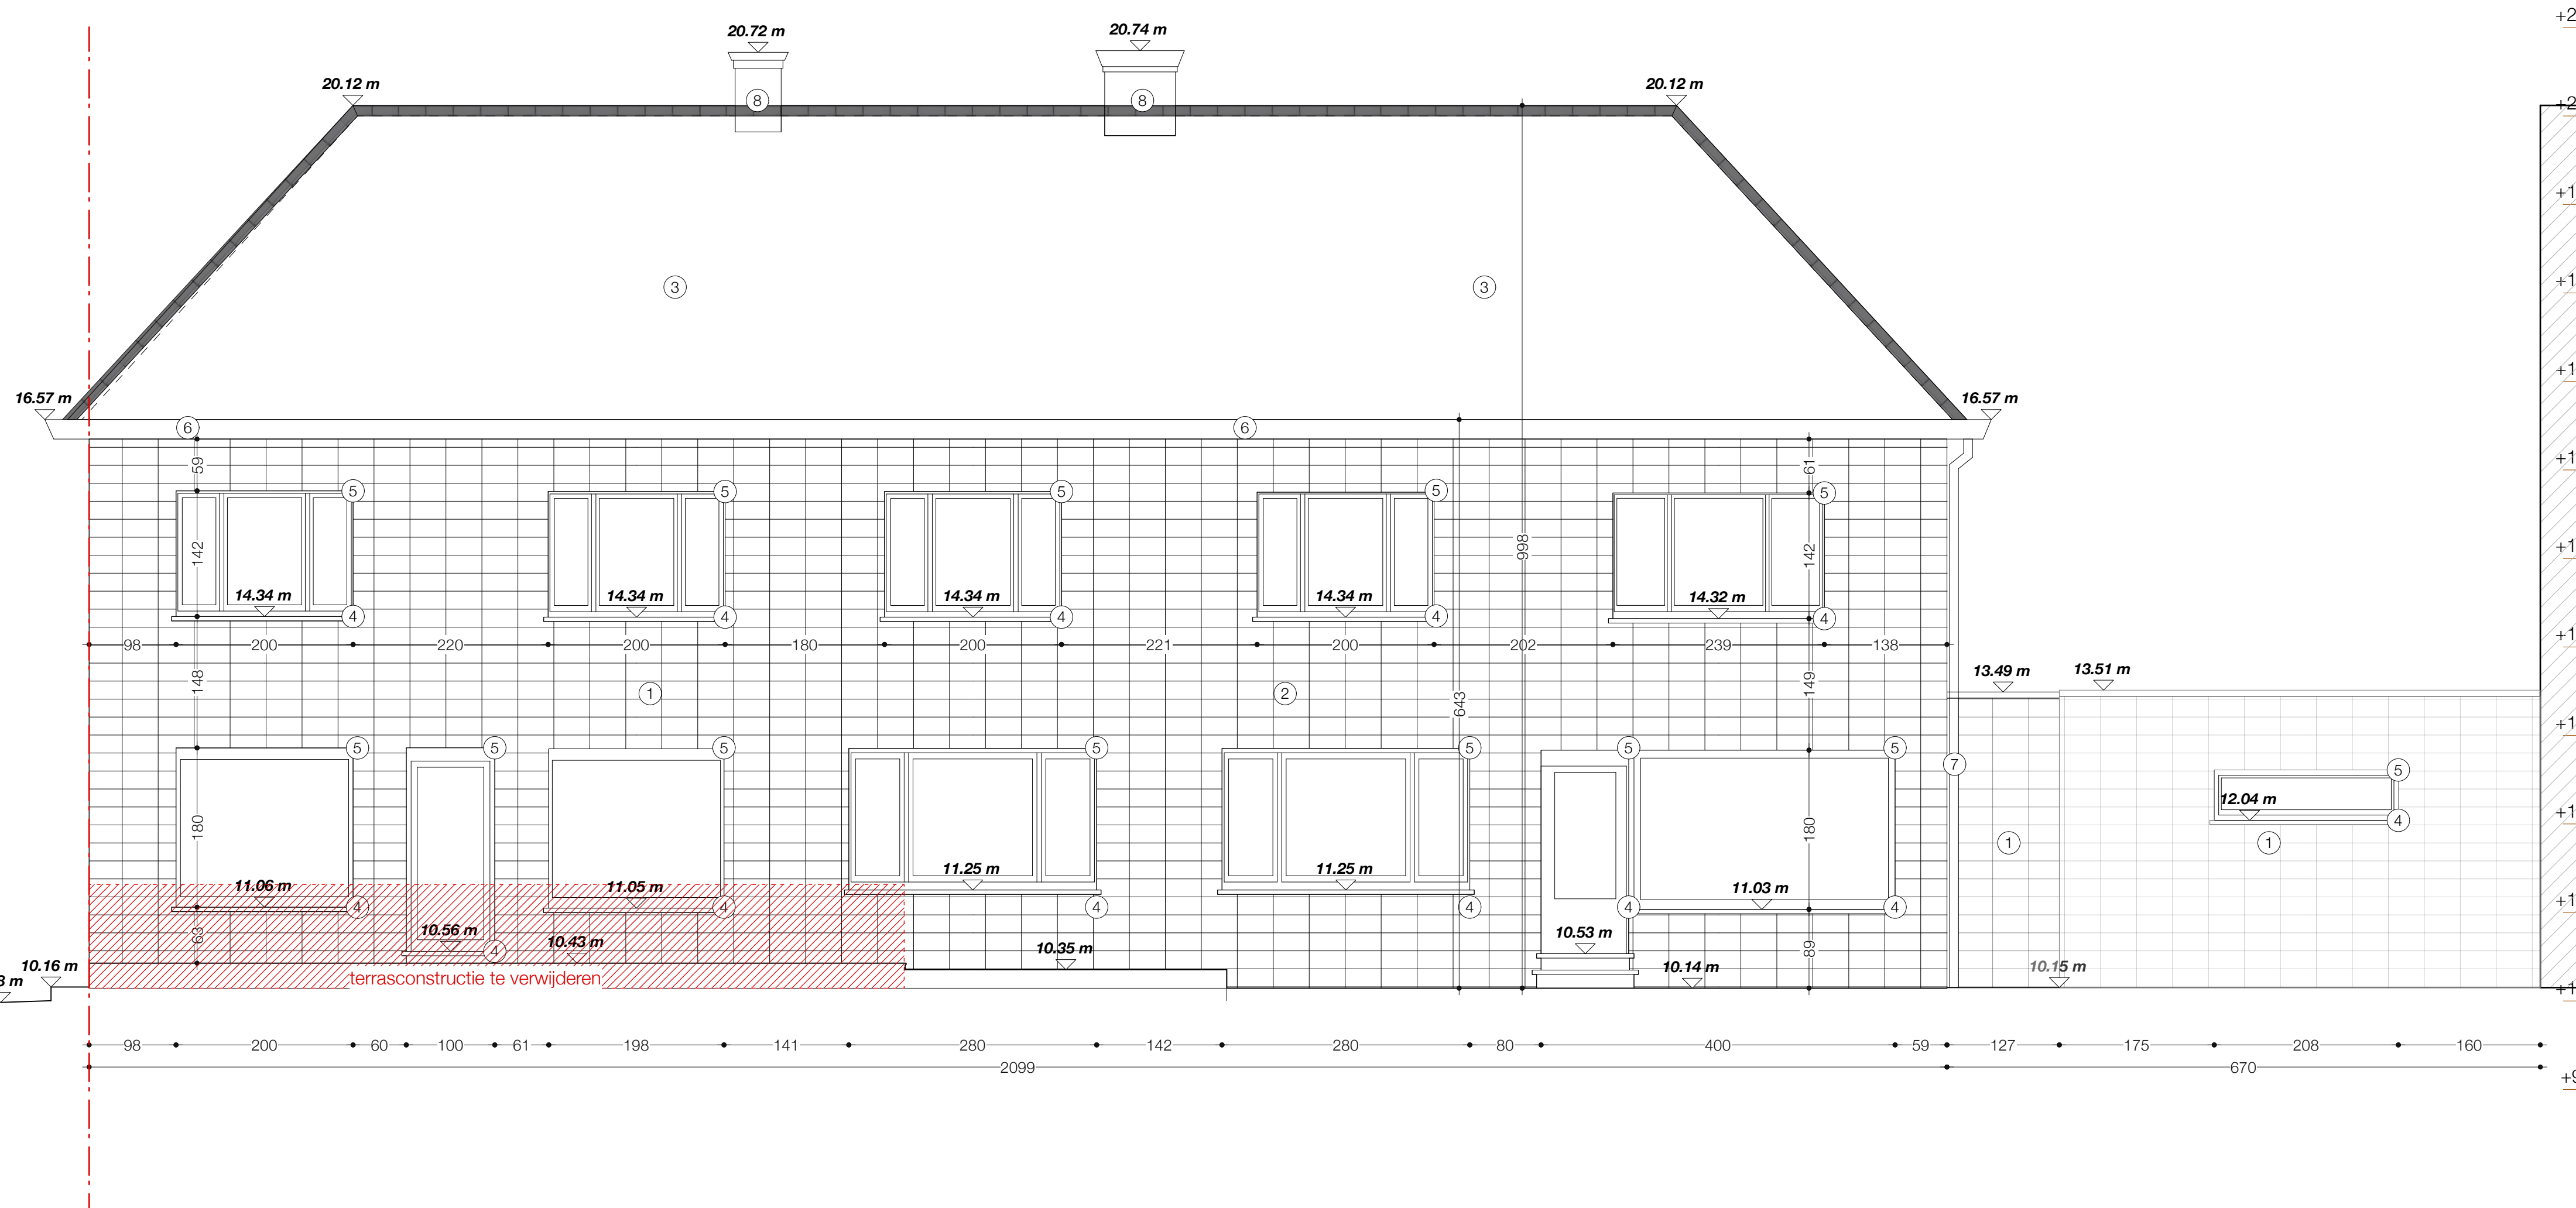 20.72 m 20.74 m
20.12 m 8 8 20.12 m
3 3
16.57 m 16.57 m
6 6
59 61
5 5 5 5 5
142 998 142
14.34 m 14.34 m 14.34 m 14.34 m 14.32 m
4 4 4 4 4
98 200 220 200 180 200 221 200 202 239 138
148 1 2 643 149
13.49 m 13.51 m
5 5 5 5 5 5 5
7 5
12.04 m 4
180 180
1 1
11.06 m 11.05 m 11.25 m 11.25 m 11.03 m
4 4 4 4 4 4
63 10.56 m 4 10.43 m 10.35 m 10.53 m 89
10.16 m 10.14 m 10.15 m
terrasconstructie te verwijderen
98 200 60 100 61 198 141 280 142 280 80 400 59 127 175 208 160
2099 670